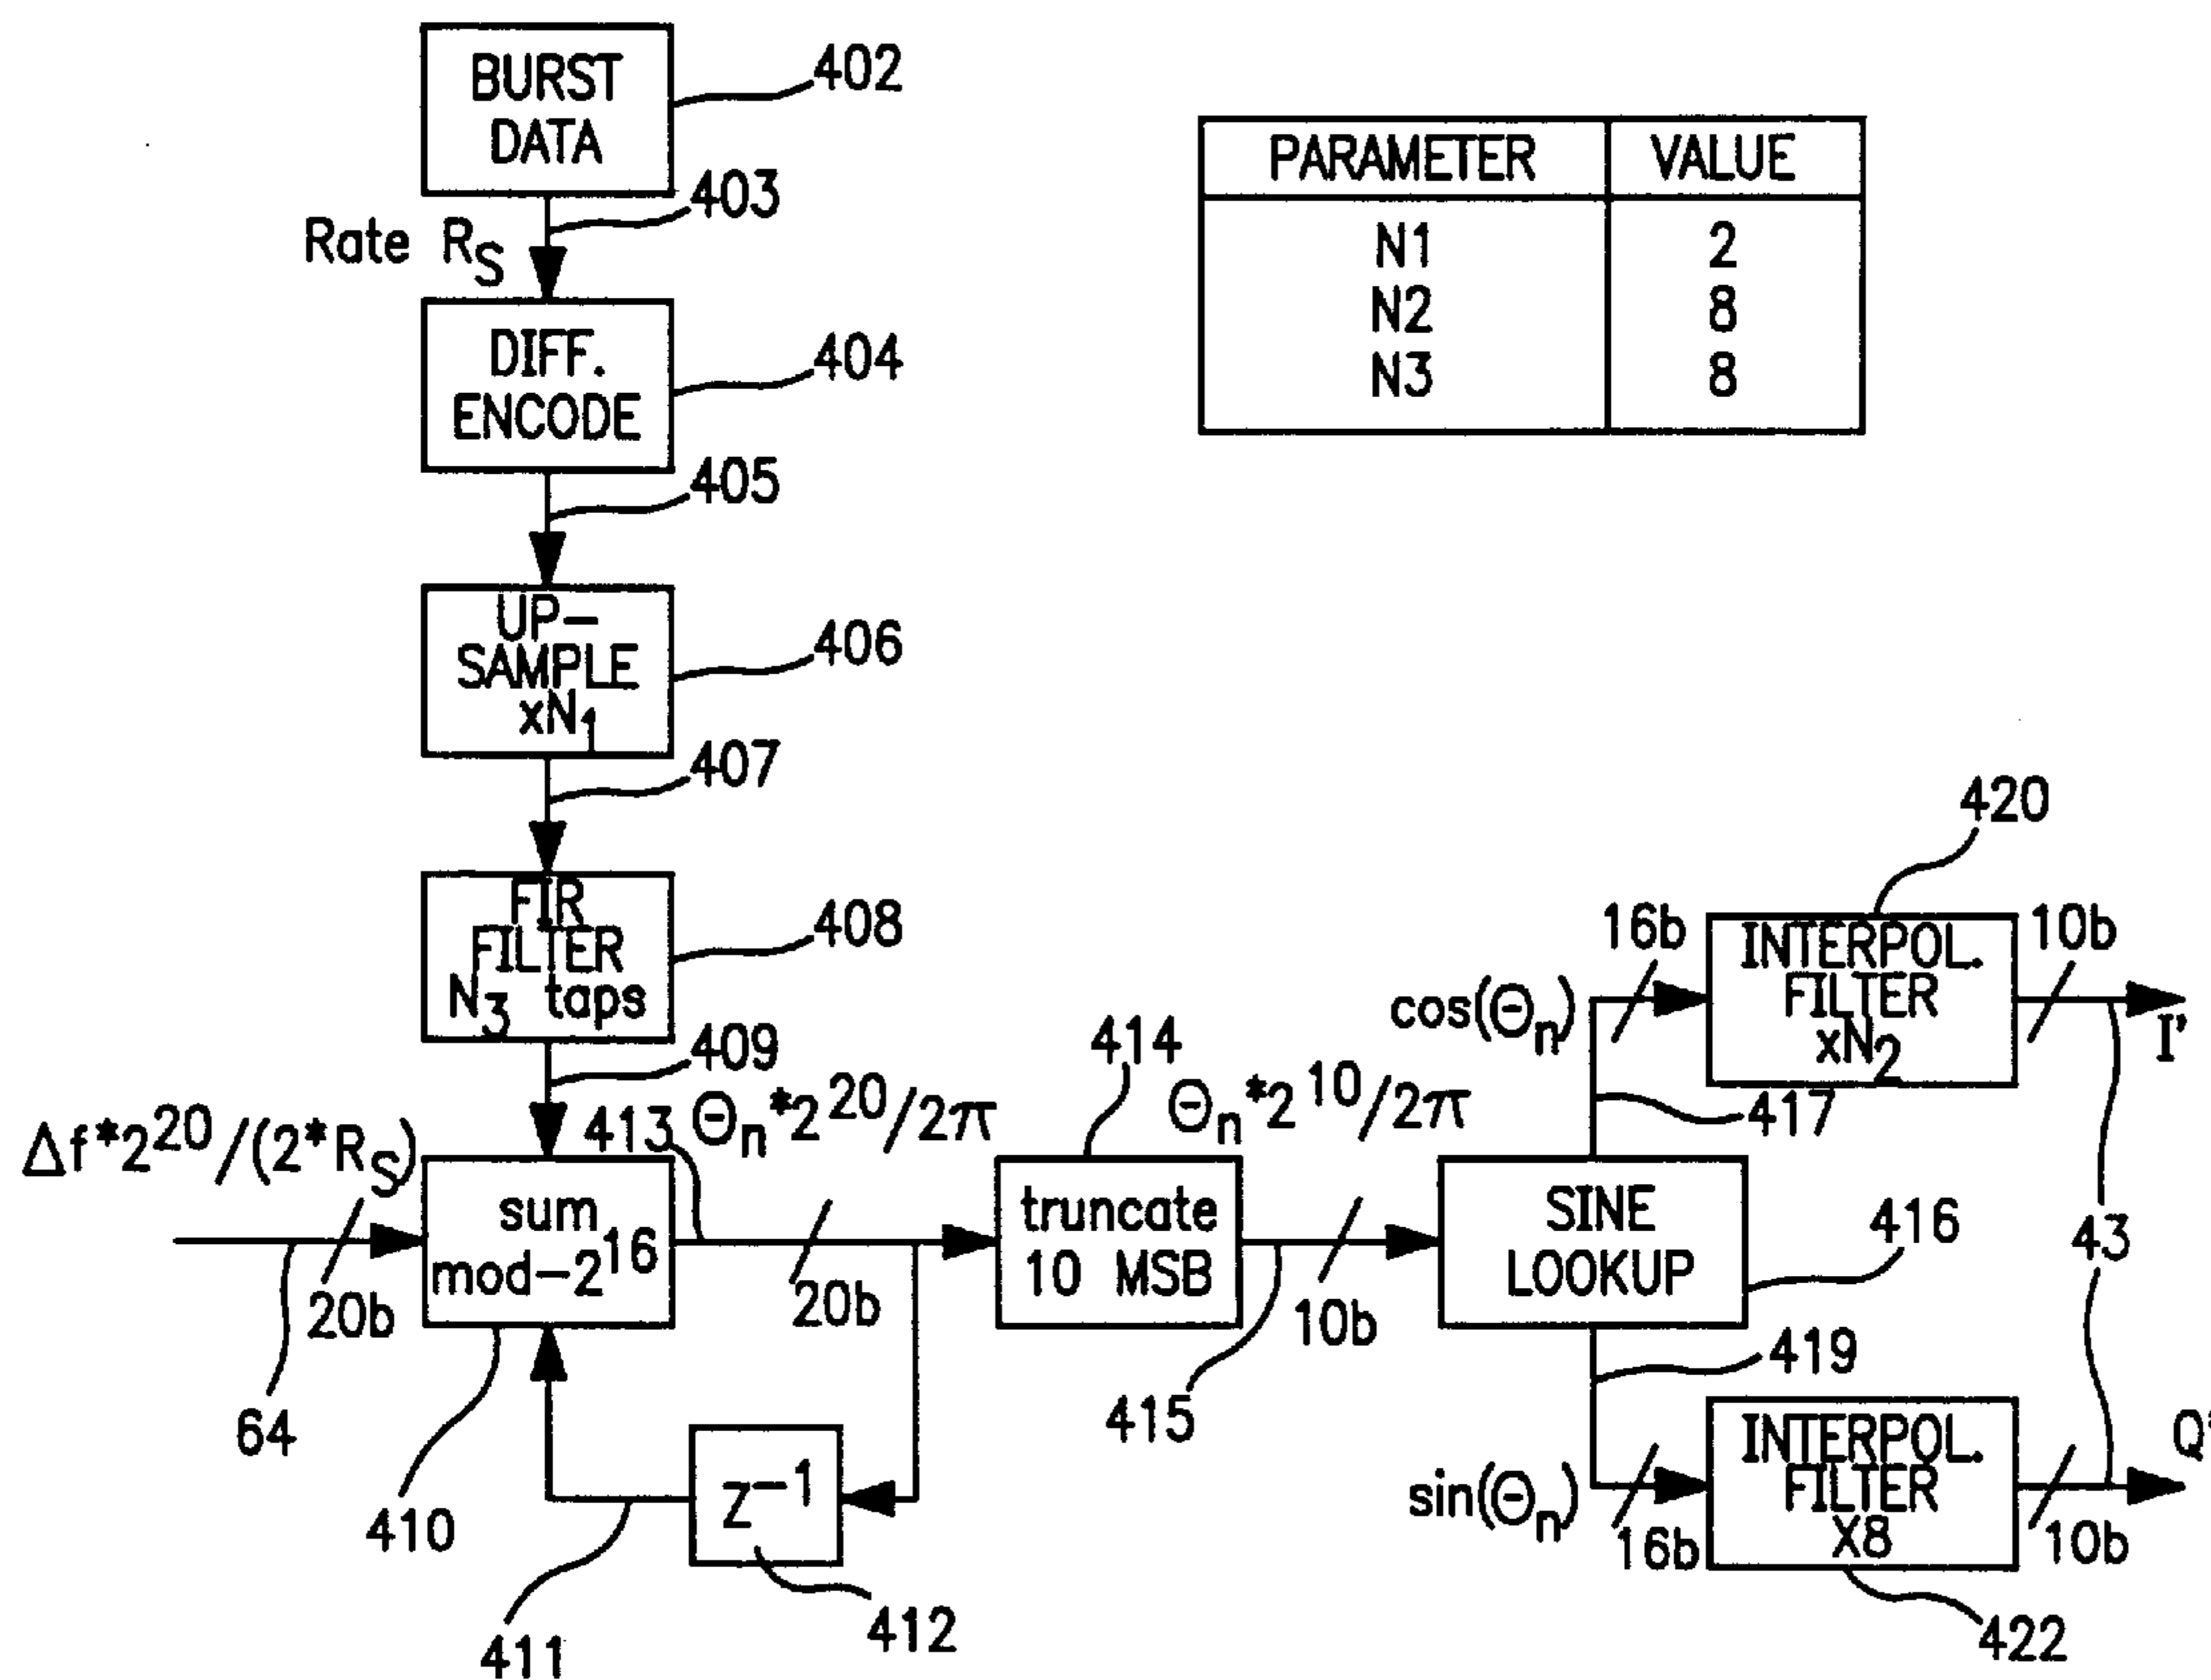 BURST
DATA
402
403
Rate R_S
DIFF.
ENCODE
404
405
UP-
SAMPLE
xN_1
406
407
FIR
FILTER
N_3 taps
408
409
PARAMETER VALUE
N1 2
N2 8
N3 8
Δf*2^20/(2*R_S)
20b
64
sum
mod-2^16
410
413
Θ_n*2^20/2π
20b
Z^-1
411
412
414
truncate
10 MSB
Θ_n*2^10/2π
10b
415
SINE
LOOKUP
416
417
cos(Θ_n)
16b
420
INTERPOL.
FILTER
xN_2
10b
I'
43
419
sin(Θ_n)
16b
INTERPOL.
FILTER
X8
10b
Q'
422